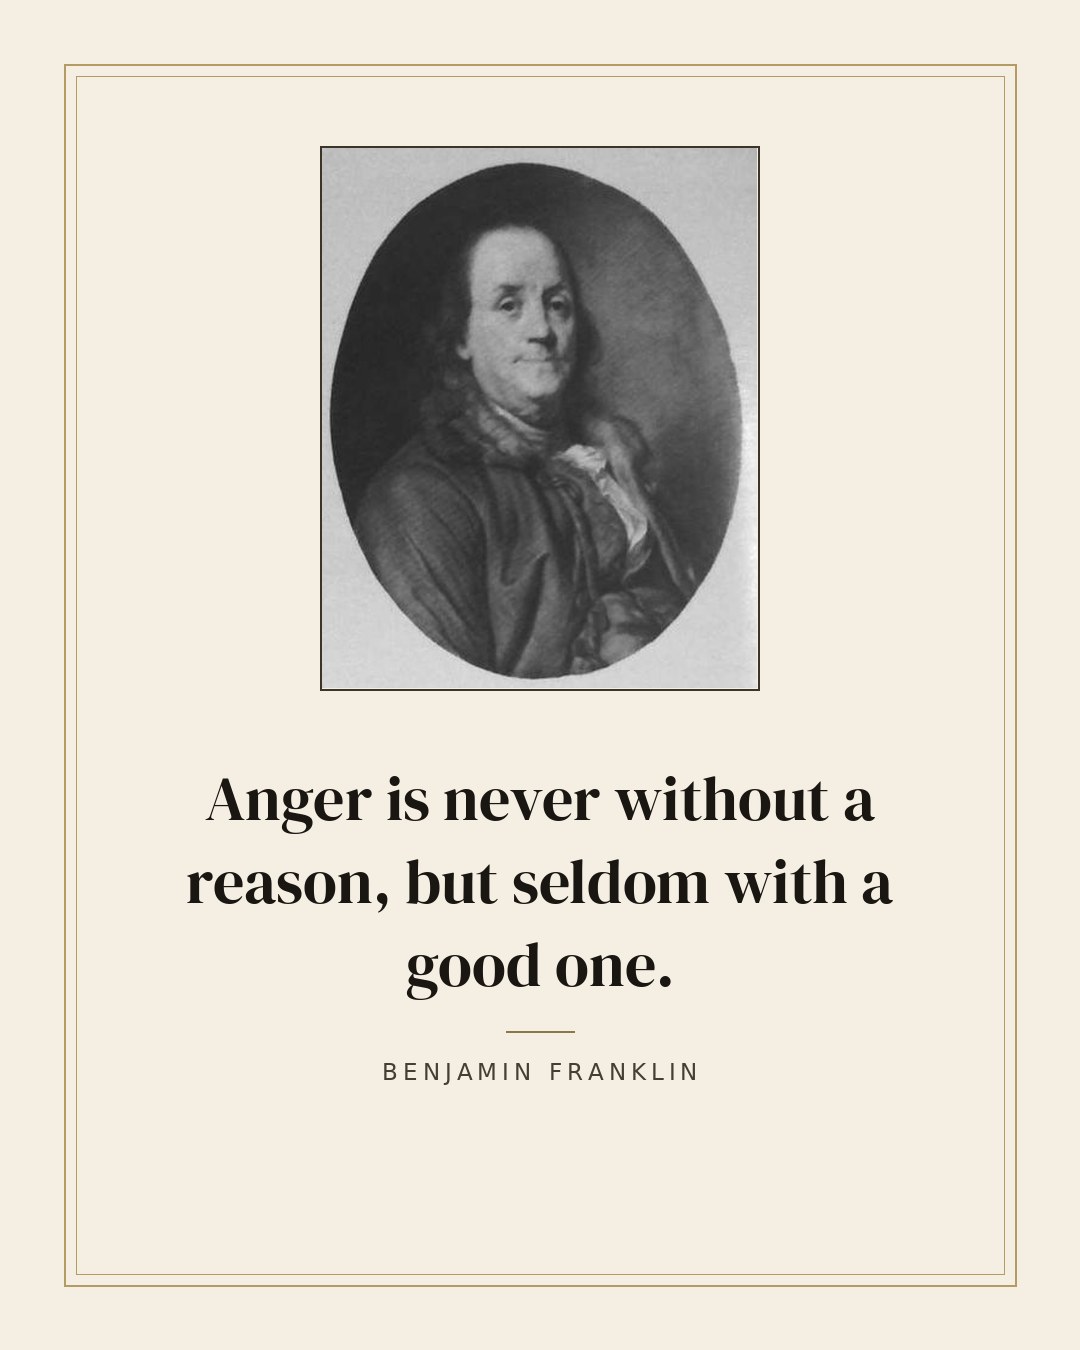 Anger is never without a
reason, but seldom with a
good one.
BENJAMIN FRANKLIN